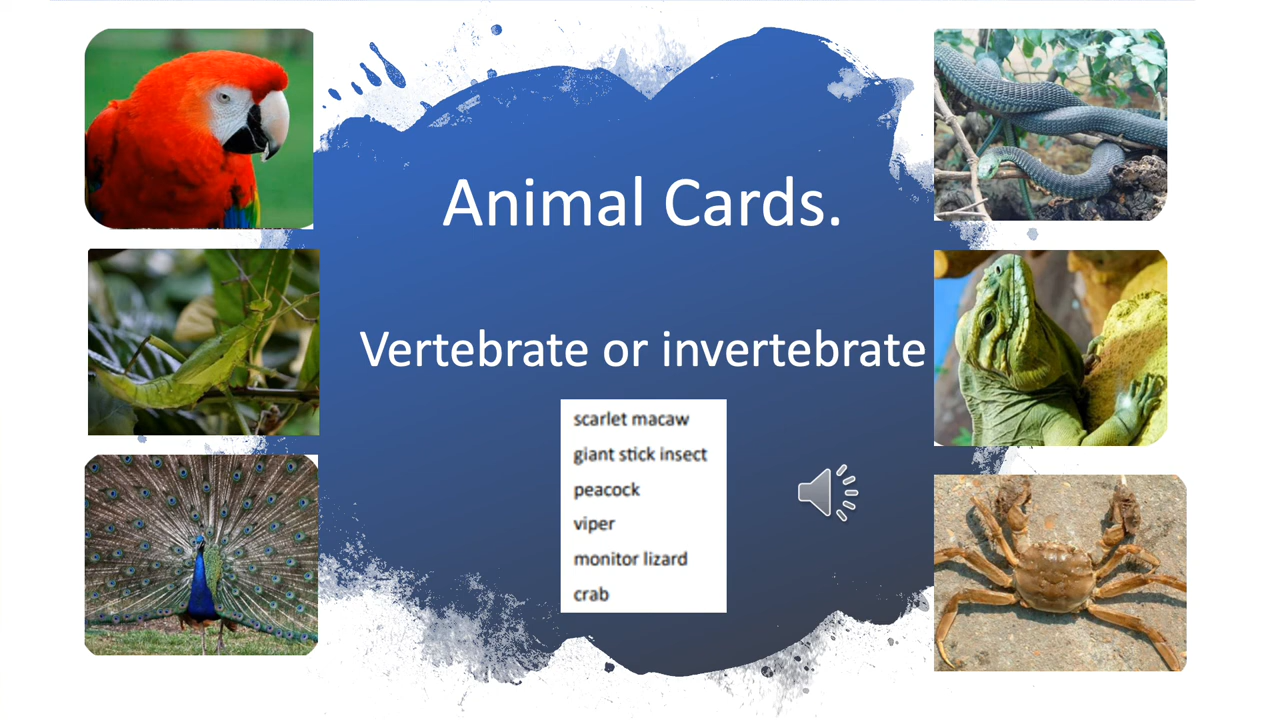 Animal Cards.
Vertebrate or invertebrate
scarlet macaw
giant stick insect
peacock
viper
monitor lizard
crab